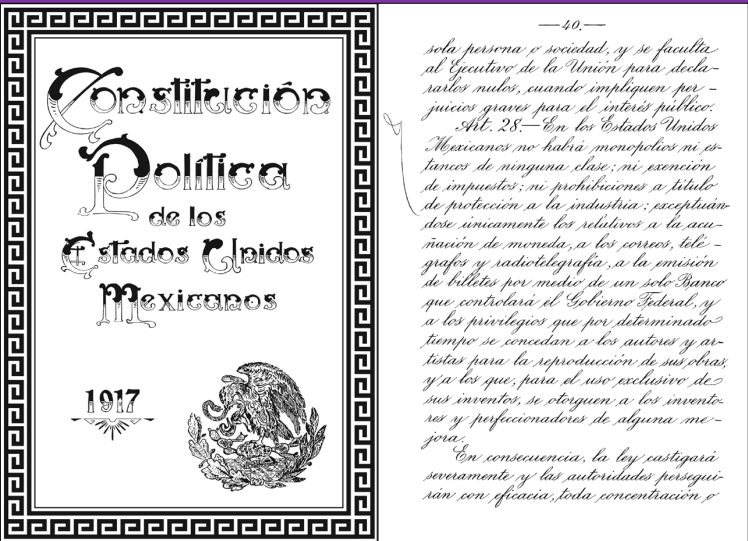 Constitución
Política
de los
Estados Unidos
Mexicanos
1917
—40.—
sola persona o sociedad, y se faculta
al Ejecutivo de la Unión para decla-
rarlos nulos, cuando impliquen per-
juicios graves para el interés público.
Art. 28.—En los Estados Unidos
Mexicanos no habrá monopolios ni es-
tancos de ninguna clase; ni exención
de impuestos; ni prohibiciones a título
de protección a la industria; exceptuán-
dose únicamente los relativos a la acu-
ñación de moneda, a los correos, telé-
grafos y radiotelegrafía, a la emisión
de billetes por medio de un solo Banco
que controlará el Gobierno Federal, y
a los privilegios que por determinado
tiempo se concedan a los autores y ar-
tistas para la reproducción de sus obras,
y a los que, para el uso exclusivo de
sus inventos, se otorguen a los invento-
res y perfeccionadores de alguna me-
jora.
En consecuencia, la ley castigará
severamente y las autoridades persegui-
rán con eficacia, toda concentración o